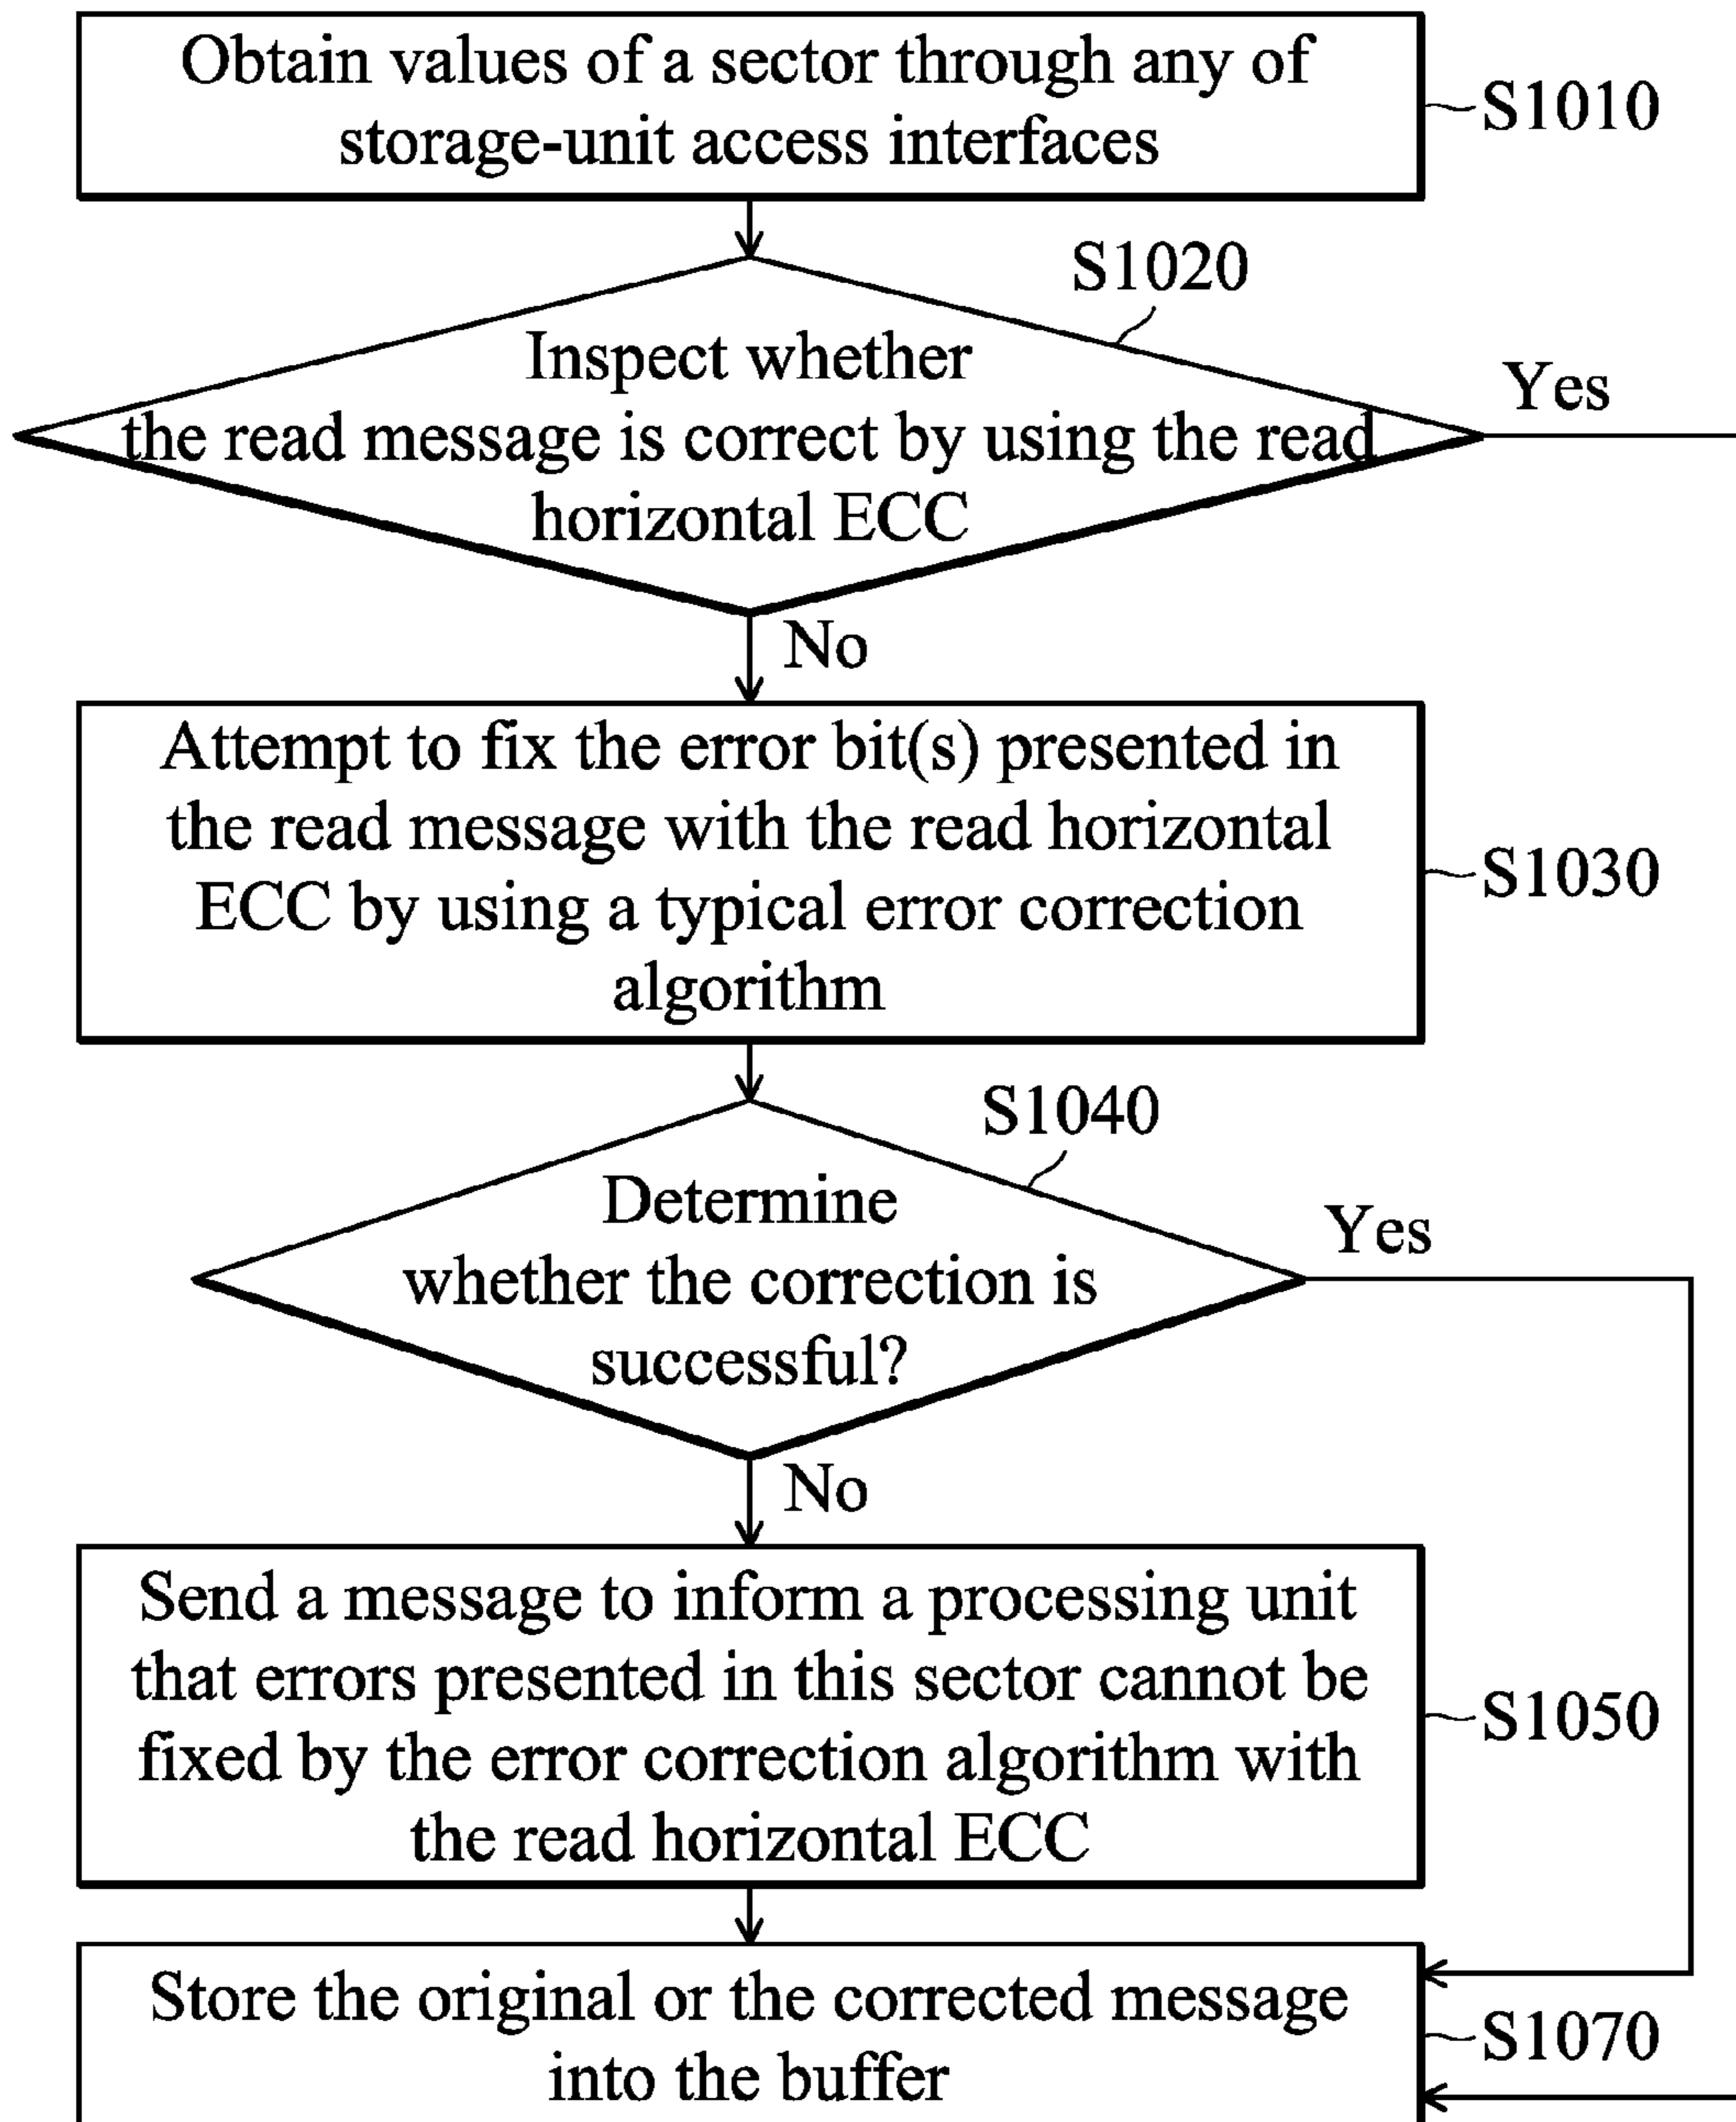 Obtain values of a sector through any of
storage-unit access interfaces
S1010
S1020
Inspect whether
the read message is correct by using the read
horizontal ECC
Yes
No
Attempt to fix the error bit(s) presented in
the read message with the read horizontal
ECC by using a typical error correction
algorithm
S1030
S1040
Determine
whether the correction is
successful?
Yes
No
Send a message to inform a processing unit
that errors presented in this sector cannot be
fixed by the error correction algorithm with
the read horizontal ECC
S1050
Store the original or the corrected message
into the buffer
S1070